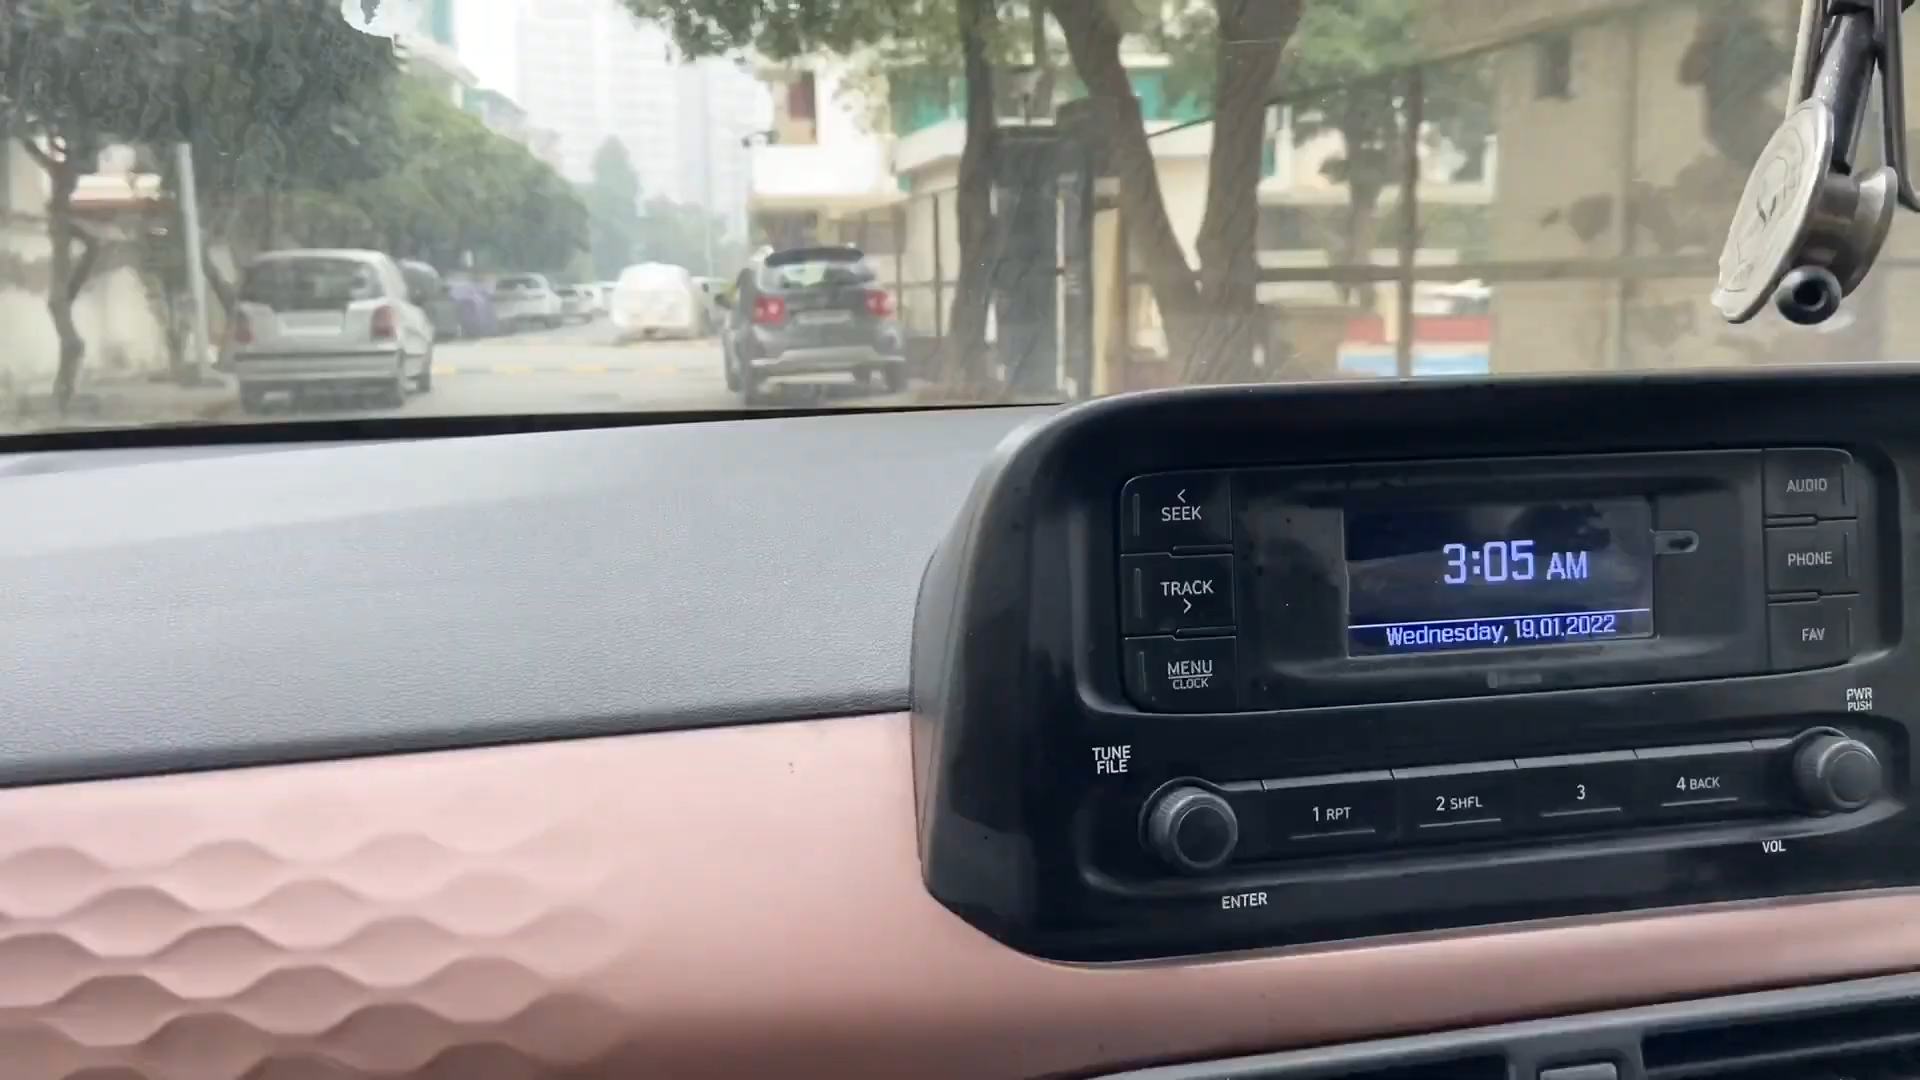 <
SEEK
TRACK
>
MENU
CLOCK
3:05 AM
Wednesday, 19.01.2022
AUDIO
PHONE
FAV
PWR
PUSH
TUNE
FILE
1 RPT
2 SHFL
3
4 BACK
VOL
ENTER